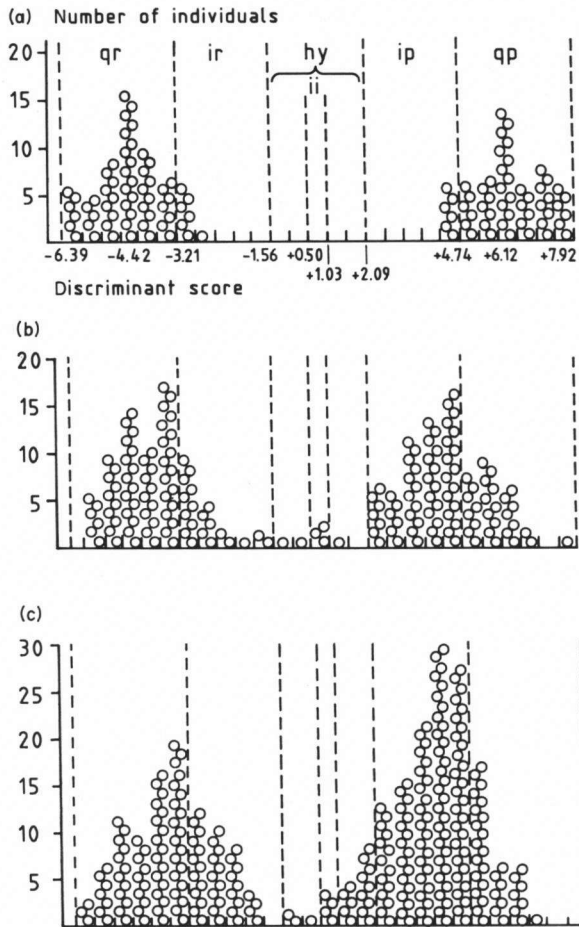 (a) Number of individuals
20
qr ir hy ip qp
ii
15
10
5
-6.39 -4.42 -3.21 -1.56 +0.50 +4.74 +6.12 +7.92
+1.03 +2.09
Discriminant score
(b)
20
15
10
5
(c)
30
25
20
15
10
5